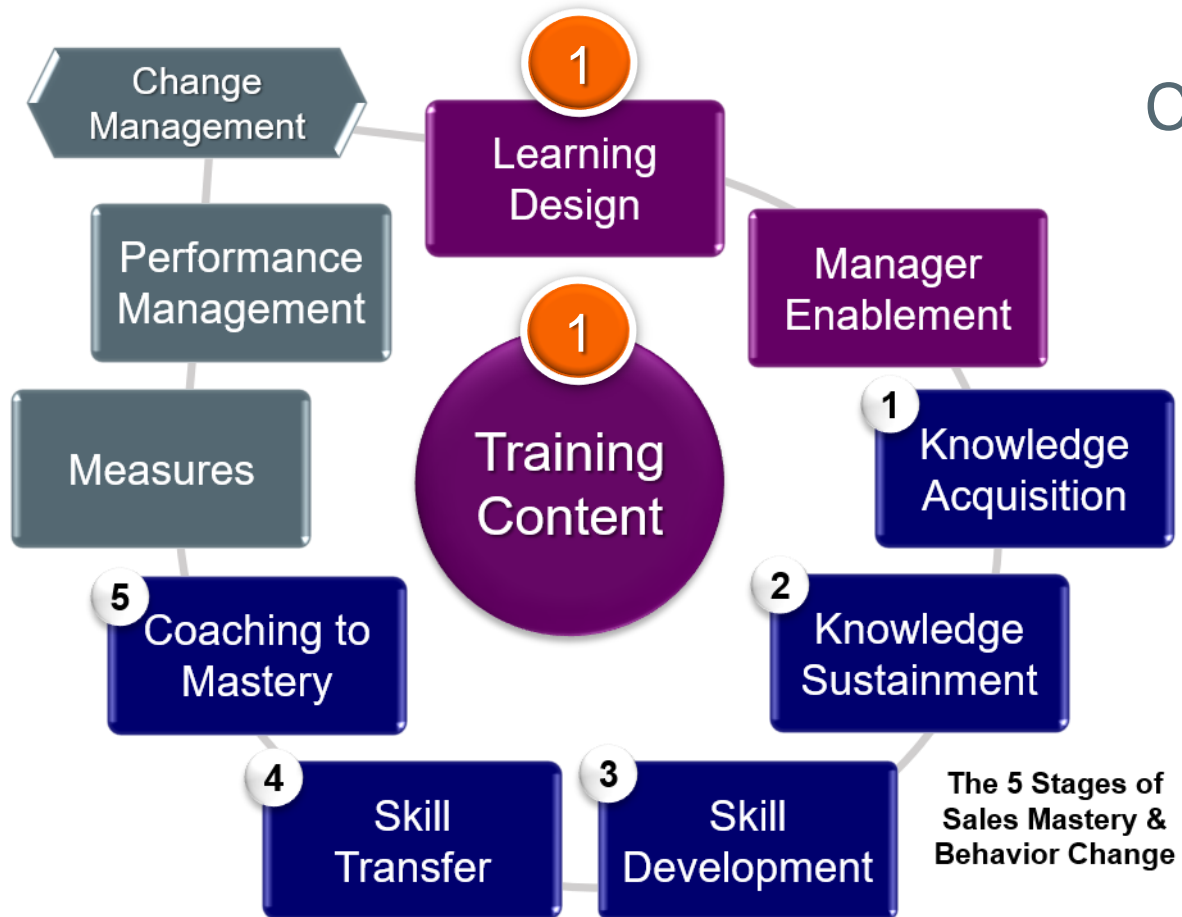 1
Change
Management
Learning
Design
C
Performance
Management
Manager
Enablement
1
Training
Content
Measures
1
Knowledge
Acquisition
5
Coaching to
Mastery
2
Knowledge
Sustainment
4
Skill
Transfer
3
Skill
Development
The 5 Stages of
Sales Mastery &
Behavior Change